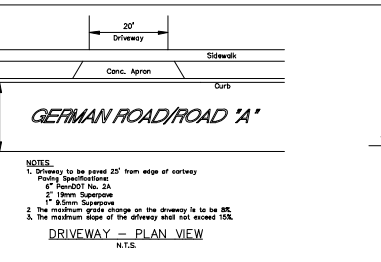 20'
Driveway
Sidewalk
Conc. Apron
Curb
GERMAN ROAD/ROAD "A"
NOTES
1. Driveway to be paved 25' from edge of cartway
Paving Specifications:
6" PennDOT No. 2A
2" 19mm Superpave
1" 9.5mm Superpave
2 The maximum grade change on the driveway is to be 8%.
3. The maximum slope of the driveway shall not exceed 15%.
DRIVEWAY – PLAN VIEW
N.T.S.